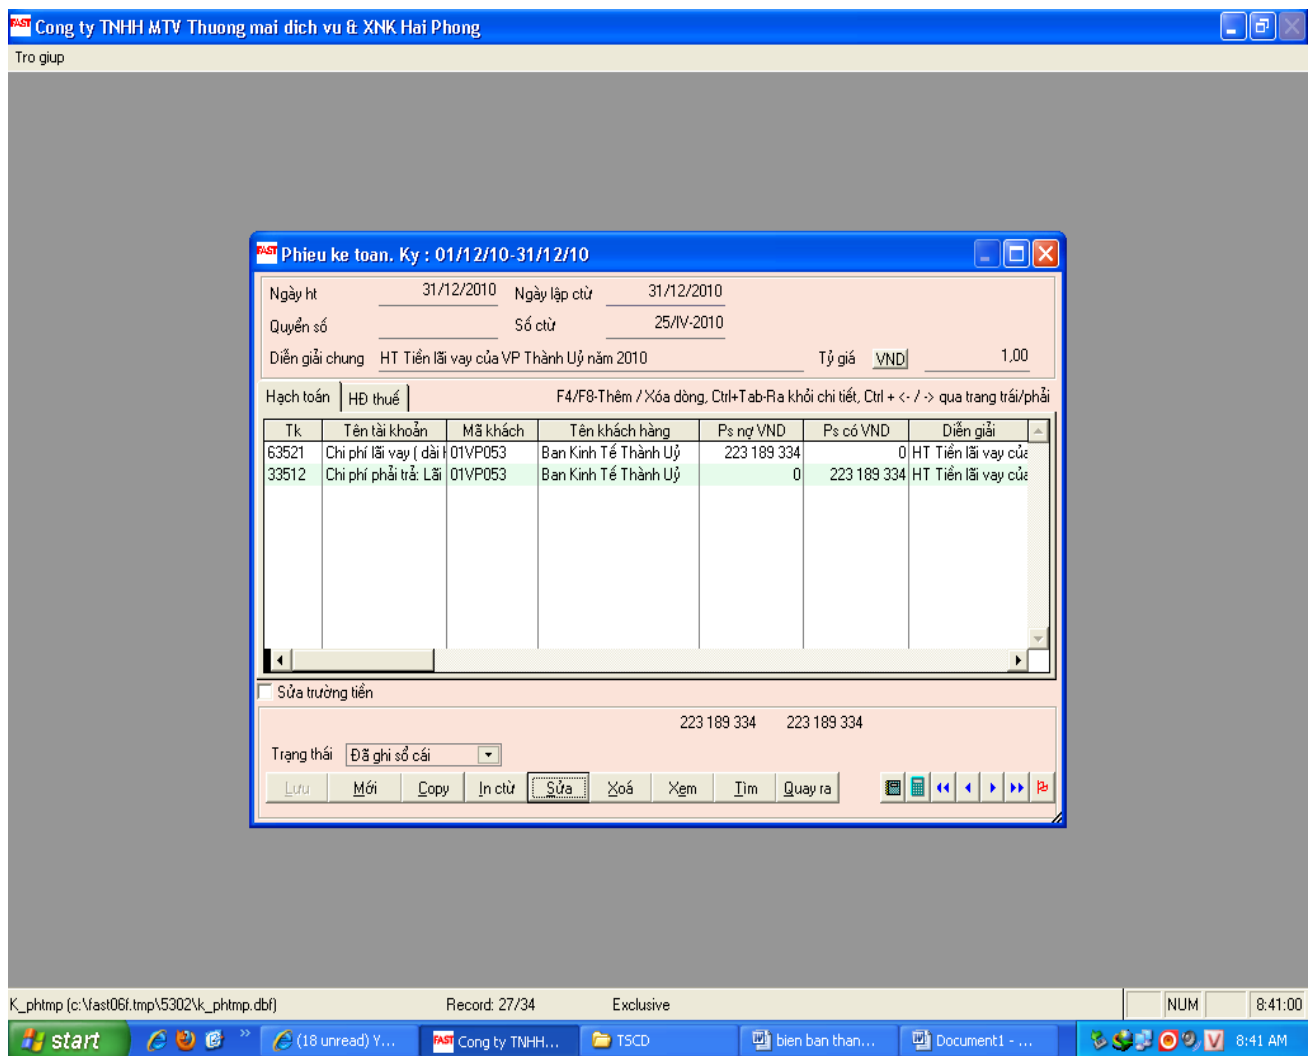 FAST Cong ty TNHH MTV Thuong mai dich vu & XNK Hai Phong
Tro giup
FAST Phieu ke toan. Ky : 01/12/10-31/12/10
Ngày ht 31/12/2010 Ngày lập ctừ 31/12/2010
Quyển số Số ctừ 25/IV-2010
Diễn giải chung HT Tiền lãi vay của VP Thành Uỷ năm 2010 Tỷ giá VND 1,00
Hạch toán HĐ thuế F4/F8-Thêm / Xóa dòng, Ctrl+Tab-Ra khỏi chi tiết, Ctrl + <- / -> qua trang trái/phải
Tk Tên tài khoản Mã khách Tên khách hàng Ps nợ VND Ps có VND Diễn giải
63521 Chi phí lãi vay ( dài 01VP053 Ban Kinh Tế Thành Uỷ 223 189 334 0 HT Tiền lãi vay của
33512 Chi phí phải trả: Lãi 01VP053 Ban Kinh Tế Thành Uỷ 0 223 189 334 HT Tiền lãi vay của
Sửa trường tiền
223 189 334 223 189 334
Trạng thái Đã ghi sổ cái
Lưu Mới Copy In ctừ Sửa Xoá Xem Tìm Quay ra
K_phtmp (c:\fast06f.tmp\5302\k_phtmp.dbf) Record: 27/34 Exclusive NUM 8:41:00
start (18 unread) Y... FAST Cong ty TNHH... TSCD bien ban than... Document1 - ... V 8:41 AM